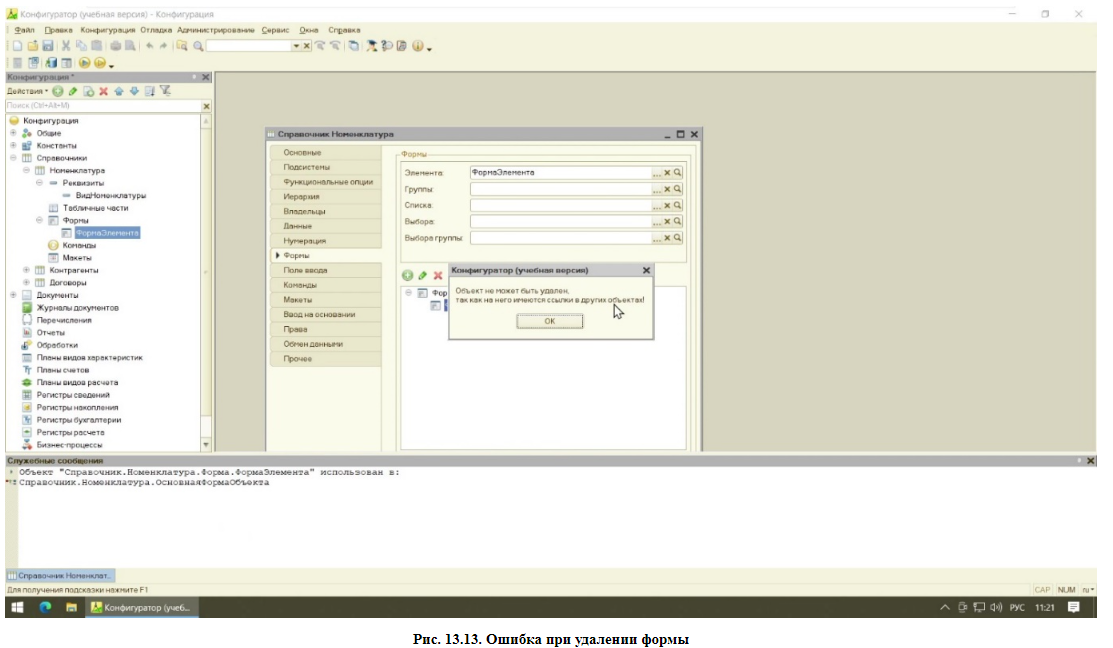 Конфигуратор (учебная версия) - Конфигурация
Файл Правка Конфигурация Отладка Администрирование Сервис Окна Справка
Конфигурация *
Действия
Поиск (Ctrl+Alt+M)
Конфигурация
Общие
Константы
Справочники
Номенклатура
Реквизиты
ВидНоменклатуры
Табличные части
Формы
ФормаЭлемента
Команды
Макеты
Контрагенты
Договоры
Документы
Журналы документов
Перечисления
Отчеты
Обработки
Планы видов характеристик
Планы счетов
Планы видов расчета
Регистры сведений
Регистры накопления
Регистры бухгалтерии
Регистры расчета
Бизнес-процессы
Справочник Номенклатура
Основные
Подсистемы
Функциональные опции
Иерархия
Владельцы
Данные
Нумерация
Формы
Поле ввода
Команды
Макеты
Ввод на основании
Права
Обмен данными
Прочее
Формы
Элемента: ФормаЭлемента
Группы:
Списка:
Выбора:
Выбора группы:
Фор
Конфигуратор (учебная версия)
Объект не может быть удален,
так как на него имеются ссылки в других объектах!
OK
Служебные сообщения
Объект "Справочник.Номенклатура.Форма.ФормаЭлемента" использован в:
Справочник.Номенклатура.ОсновнаяФормаОбъекта
Справочник Номенклат...
Для получения подсказки нажмите F1
CAP NUM ru
Конфигуратор (учеб...
РУС 11:21
Рис. 13.13. Ошибка при удалении формы